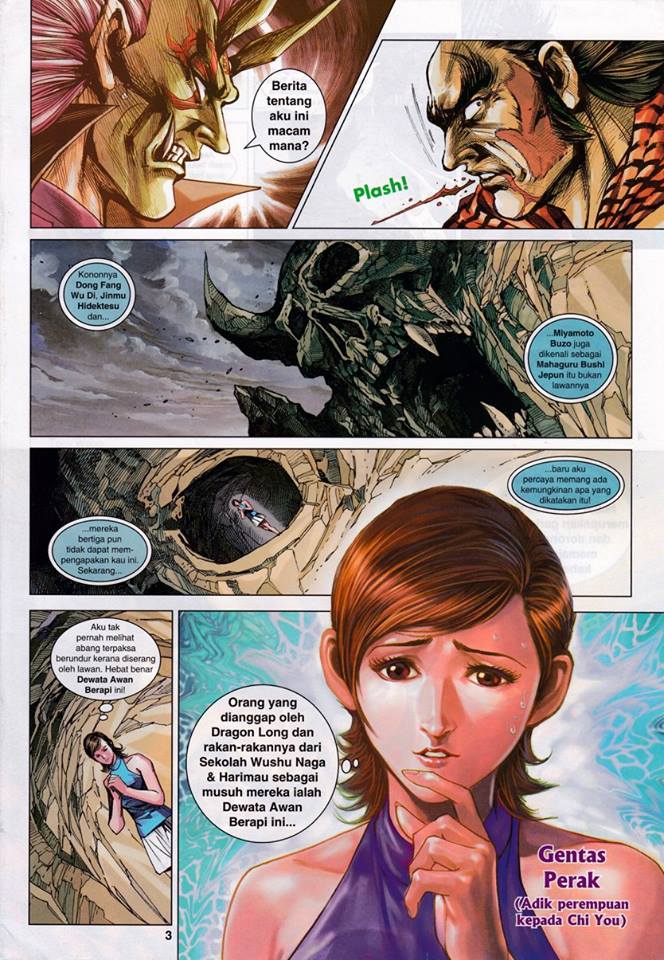 Berita
tentang
aku ini
macam
mana?
Plash!
Kononnya
Dong Fang
Wu Di, Jinmu
Hidektesu
dan...
...Miyamoto
Buzo juga
dikenali sebagai
Mahaguru Bushi
Jepun itu bukan
lawannya
...mereka
bertiga pun
tidak dapat mem-
pengapakan kau ini.
Sekarang...
...baru aku
percaya memang ada
kemungkinan apa yang
dikatakan itu!
Aku tak
pernah melihat
abang terpaksa
berundur kerana diserang
oleh lawan. Hebat benar
Dewata Awan
Berapi ini!
Orang yang
dianggap oleh
Dragon Long dan
rakan-rakannya dari
Sekolah Wushu Naga
& Harimau sebagai
musuh mereka ialah
Dewata Awan
Berapi ini...
Gentas
Perak
(Adik perempuan
kepada Chi You)
3